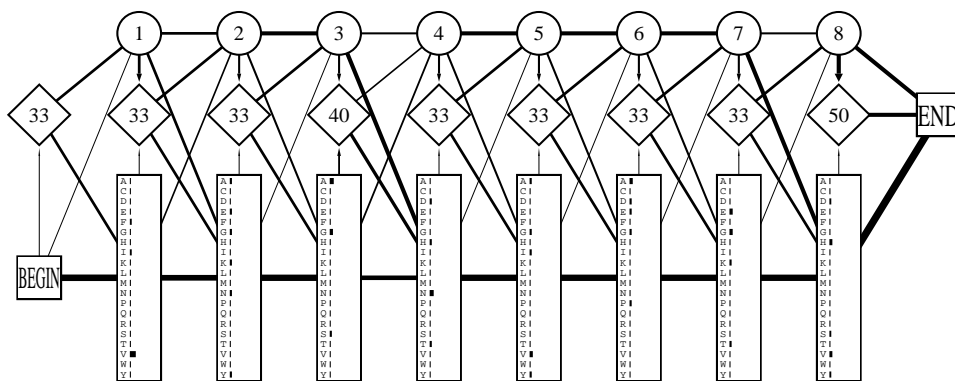 1 2 3 4 5 6 7 8
33 33 33 40 33 33 33 33 50 END
A A A A A A A A
C C C C C C C C
D D D D D D D D
E E E E E E E E
F F F F F F F F
G G G G G G G G
H H H H H H H H
I I I I I I I I
K K K K K K K K
BEGIN L L L L L L L L
M M M M M M M M
N N N N N N N N
P P P P P P P P
Q Q Q Q Q Q Q Q
R R R R R R R R
S S S S S S S S
T T T T T T T T
V V V V V V V V
W W W W W W W W
Y Y Y Y Y Y Y Y